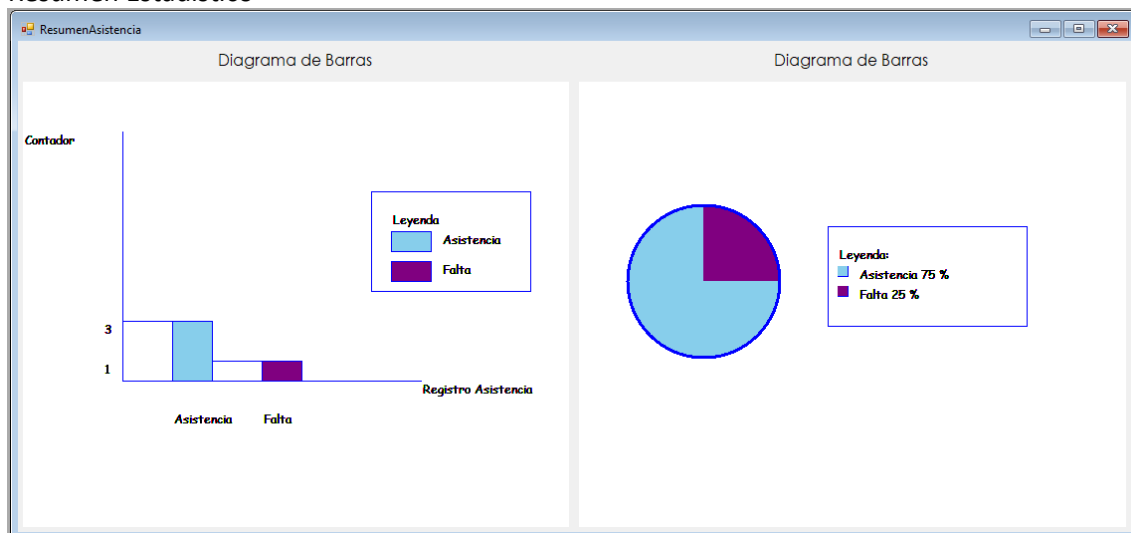 ResumenAsistencia
Diagrama de Barras
Contador
Leyenda
Asistencia
Falta
3
1
Registro Asistencia
Asistencia Falta
Diagrama de Barras
Leyenda:
Asistencia 75 %
Falta 25 %